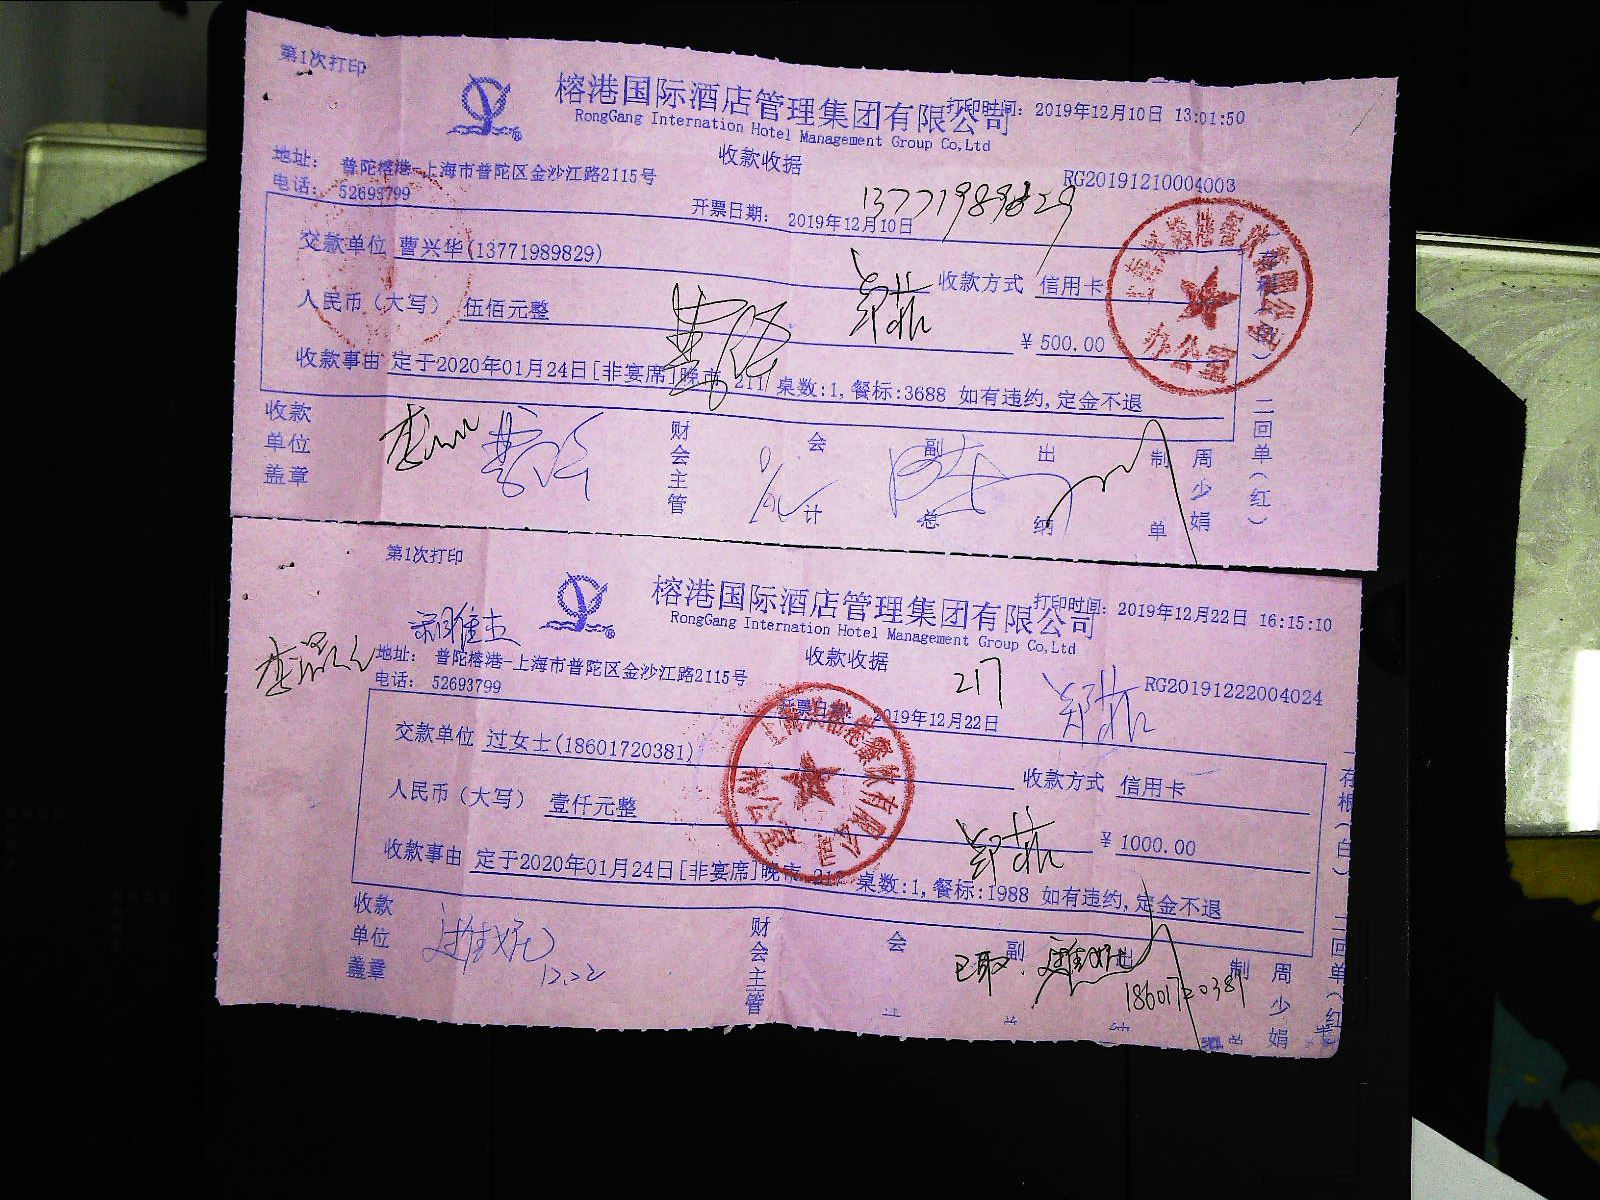 第1次打印
榕港国际酒店管理集团有限公司
打印时间: 2019年12月10日 13:01:50
RongGang Internation Hotel Management Group Co,Ltd
收款收据
地址: 普陀榕港-上海市普陀区金沙江路2115号
RG20191210004003
电话: 52693799
13771989829
开票日期: 2019年12月10日
交款单位 曹兴华(13771989829)
收款方式 信用卡
人民币（大写） 伍佰元整
¥ 500.00
收款事由 定于2020年01月24日[非宴席]晚市 211 桌数:1,餐标:3688 如有违约,定金不退
办公室
收款单位盖章
财会主管
会计
副总
出纳
制单
周少娟
二回单(红)
第1次打印
榕港国际酒店管理集团有限公司
打印时间: 2019年12月22日 16:15:10
RongGang Internation Hotel Management Group Co,Ltd
收款收据
地址: 普陀榕港-上海市普陀区金沙江路2115号
217
RG20191222004024
电话: 52693799
开票日期: 2019年12月22日
交款单位 过女士(18601720381)
收款方式 信用卡
人民币（大写） 壹仟元整
¥ 1000.00
收款事由 定于2020年01月24日[非宴席]晚市 桌数:1,餐标:1988 如有违约,定金不退
收款单位盖章
12.22
财会主管
会
副
已取.
出
18601720381
制
周少娟
存根(白)
二回单(红